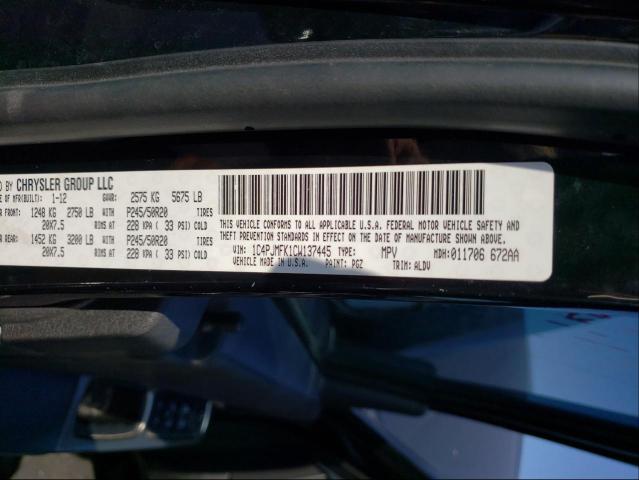 D BY CHRYSLER GROUP LLC
OF MFR(BUILT): 1-12 GVWR: 2575 KG 5675 LB
FRONT: 1248 KG 2750 LB WITH P245/50R20 TIRES
20X7.5 RIMS AT 228 KPA ( 33 PSI) COLD
REAR: 1452 KG 3200 LB WITH P245/50R20 TIRES
20X7.5 RIMS AT 228 KPA ( 33 PSI) COLD
THIS VEHICLE CONFORMS TO ALL APPLICABLE U.S.A. FEDERAL MOTOR VEHICLE SAFETY AND
THEFT PREVENTION STANDARDS IN EFFECT ON THE DATE OF MANUFACTURE SHOWN ABOVE.
VIN: 1C4PJMFK1CW137445 TYPE: MPV MDH: 011706 672AA
VEHICLE MADE IN U.S.A. PAINT: PGZ TRIM: ALDV